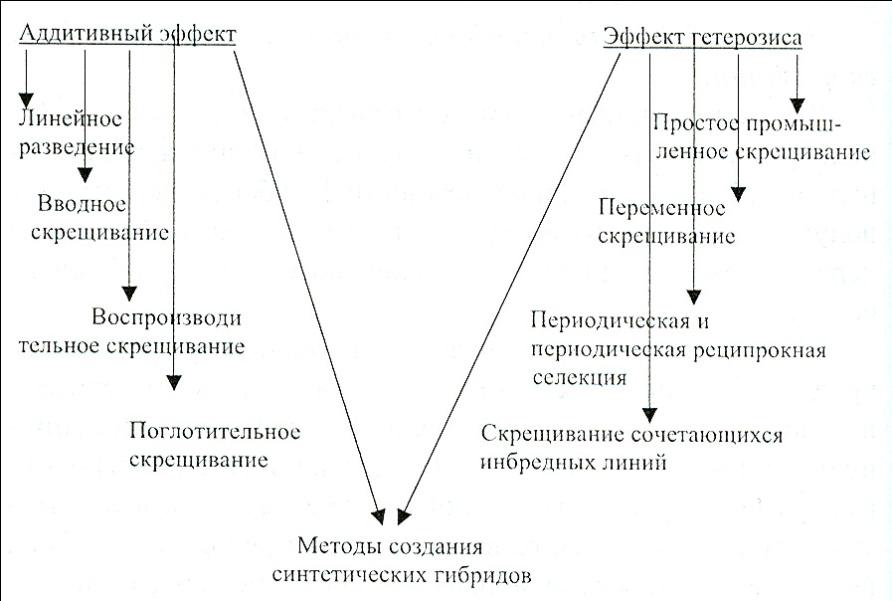 Аддитивный эффект
Эффект гетерозиса
Линейное
разведение
Вводное
скрещивание
Воспроизводи
тельное скрещивание
Поглотительное
скрещивание
Простое промыш-
ленное скрещивание
Переменное
скрещивание
Периодическая и
периодическая реципрокная
селекция
Скрещивание сочетающихся
инбредных линий
Методы создания
синтетических гибридов